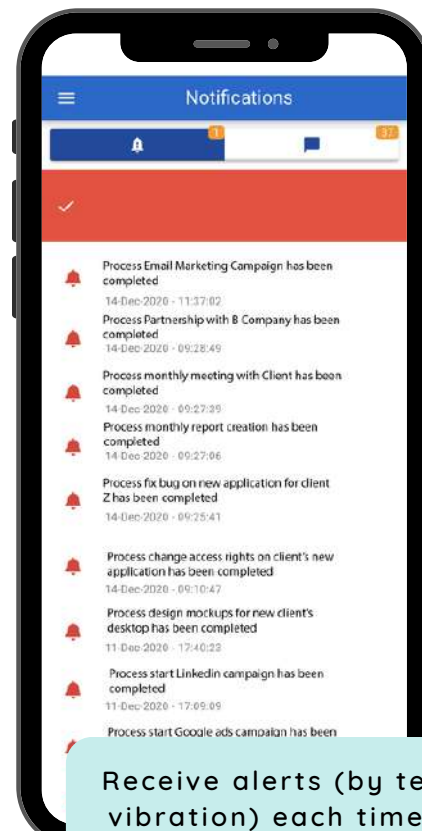 Notifications
1
37
Process Email Marketing Campaign has been
completed
14-Dec-2020 - 11:37:02
Process Partnership with B Company has been
completed
14-Dec-2020 - 09:28:49
Process monthly meeting with Client has been
completed
14-Dec-2020 - 09:27:39
Process monthly report creation has been
completed
14-Dec-2020 - 09:27:06
Process fix bug on new application for client
Z has been completed
14-Dec-2020 - 09:25:41
Process change access rights on client's new
application has been completed
14-Dec-2020 - 09:10:47
Process design mockups for new client's
desktop has been completed
11-Dec-2020 - 17:40:23
Process start Linkedin campaign has been
completed
11-Dec-2020 - 17:09:09
Process start Google ads campaign has been
Receive alerts (by te
vibration) each time